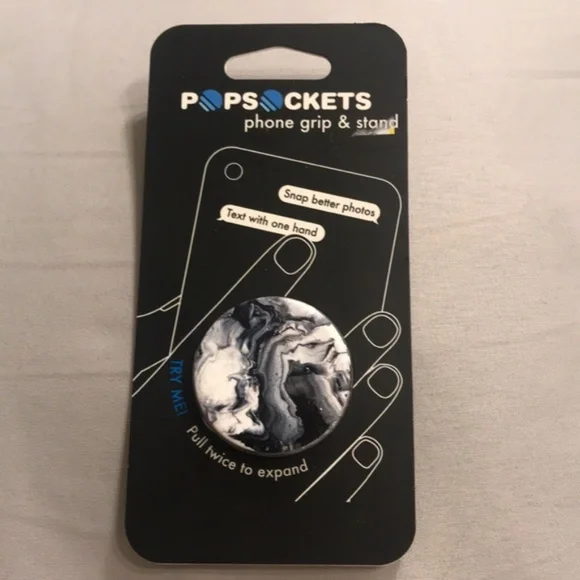 POPSOCKETS
phone grip & stand
Snap better photos
Text with one hand
TRY ME!
Pull twice to expand